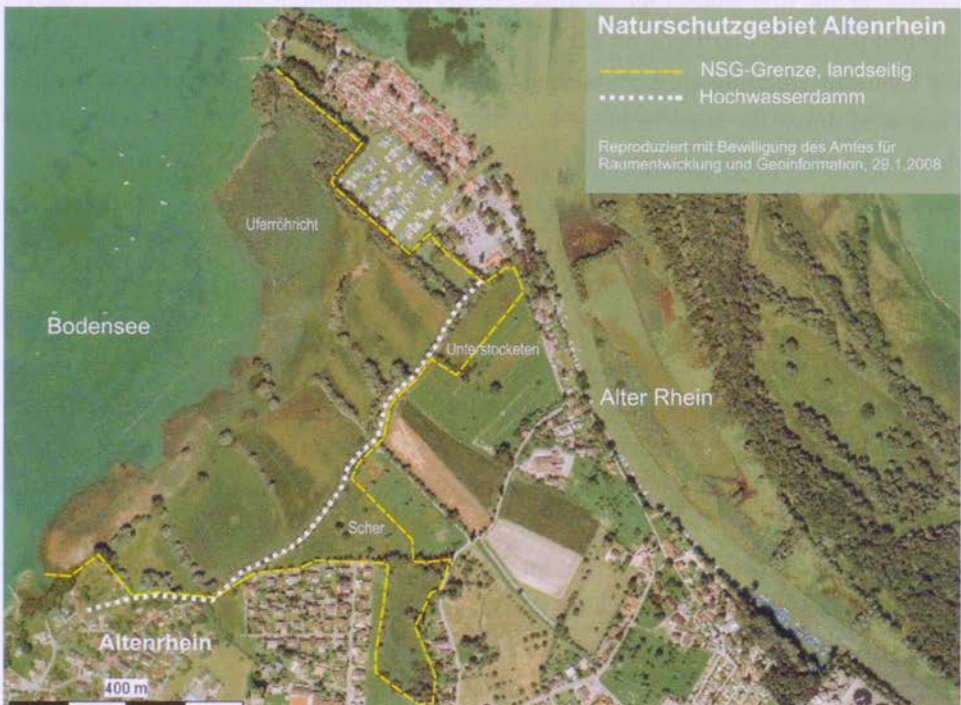 Naturschutzgebiet Altenrhein
NSG-Grenze, landseitig
Hochwasserdamm
Reproduziert mit Bewilligung des Amtes für
Raumentwicklung und Geoinformation, 29.1.2008
Uferröhricht
Bodensee
Unterstocketen
Alter Rhein
Scher
Altenrhein
400 m